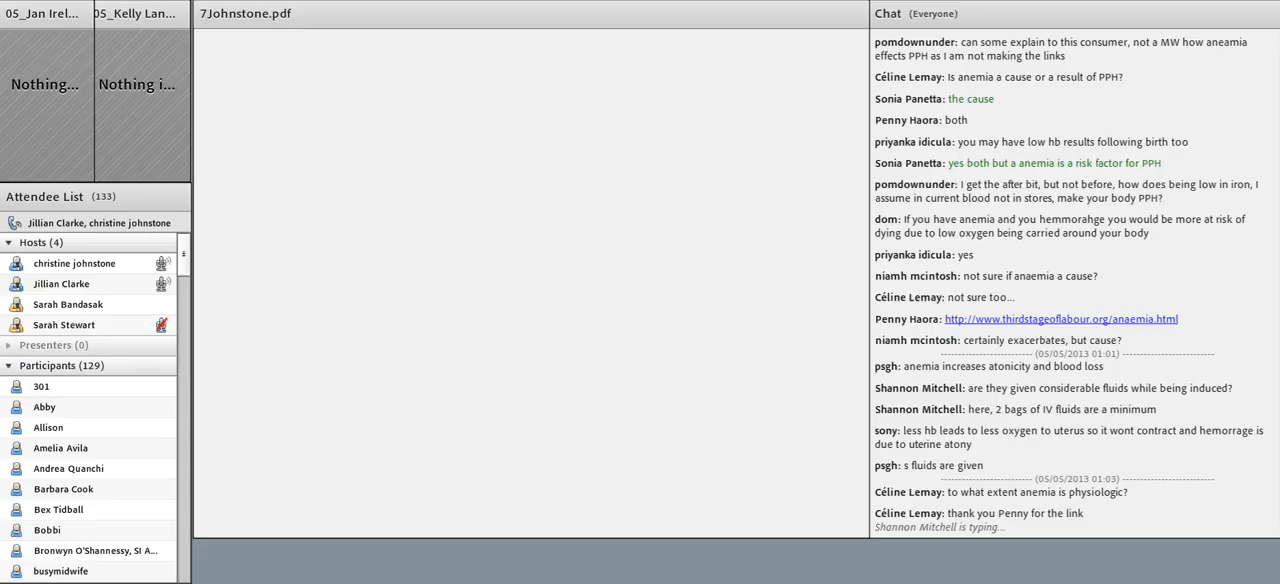 05_Jan Irel...
05_Kelly Lan...
7Johnstone.pdf
Chat (Everyone)
Nothing...
Nothing i...
Attendee List (133)
Jillian Clarke, christine johnstone
Hosts (4)
christine johnstone
Jillian Clarke
Sarah Bandasak
Sarah Stewart
Presenters (0)
Participants (129)
301
Abby
Allison
Amelia Avila
Andrea Quanchi
Barbara Cook
Bex Tidball
Bobbi
Bronwyn O'Shannessy, SI A...
busymidwife
pomdownunder: can some explain to this consumer, not a MW how aneamia
effects PPH as I am not making the links
Céline Lemay: Is anemia a cause or a result of PPH?
Sonia Panetta: the cause
Penny Haora: both
priyanka idicula: you may have low hb results following birth too
Sonia Panetta: yes both but a anemia is a risk factor for PPH
pomdownunder: I get the after bit, but not before, how does being low in iron, I
assume in current blood not in stores, make your body PPH?
dom: If you have anemia and you hemmorahge you would be more at risk of
dying due to low oxygen being carried around your body
priyanka idicula: yes
niamh mcintosh: not sure if anaemia a cause?
Céline Lemay: not sure too...
Penny Haora: http://www.thirdstageoflabour.org/anaemia.html
niamh mcintosh: certainly exacerbates, but cause?
(05/05/2013 01:01)
psgh: anemia increases atonicity and blood loss
Shannon Mitchell: are they given considerable fluids while being induced?
Shannon Mitchell: here, 2 bags of IV fluids are a minimum
sony: less hb leads to less oxygen to uterus so it wont contract and hemorrage is
due to uterine atony
psgh: s fluids are given
(05/05/2013 01:03)
Céline Lemay: to what extent anemia is physiologic?
Céline Lemay: thank you Penny for the link
Shannon Mitchell is typing...